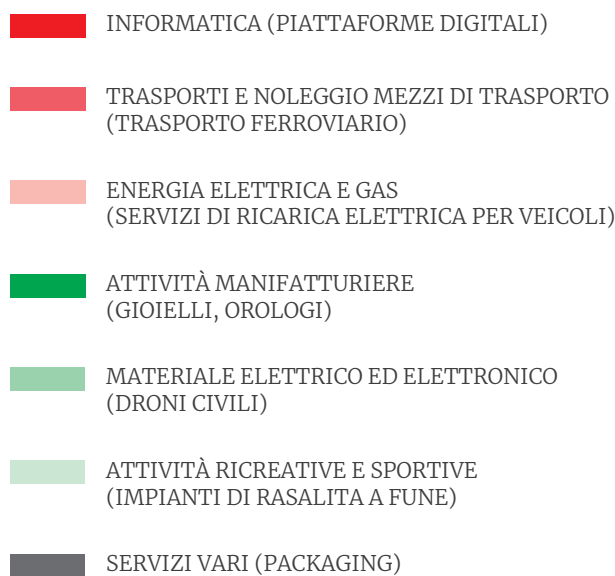 INFORMATICA (PIATTAFORME DIGITALI)
TRASPORTI E NOLEGGIO MEZZI DI TRASPORTO
(TRASPORTO FERROVIARIO)
ENERGIA ELETTRICA E GAS
(SERVIZI DI RICARICA ELETTRICA PER VEICOLI)
ATTIVITÀ MANIFATTURIERE
(GIOIELLI, OROLOGI)
MATERIALE ELETTRICO ED ELETTRONICO
(DRONI CIVILI)
ATTIVITÀ RICREATIVE E SPORTIVE
(IMPIANTI DI RASALITA A FUNE)
SERVIZI VARI (PACKAGING)